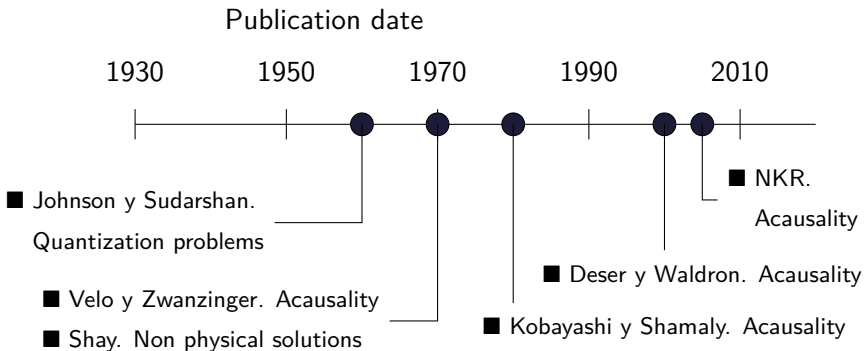 Publication date
1930 1950 1970 1990 2010
■ Johnson y Sudarshan.
Quantization problems
■ Velo y Zwanzinger. Acausality
■ Shay. Non physical solutions
■ Kobayashi y Shamaly. Acausality
■ Deser y Waldron. Acausality
■ NKR.
Acausality